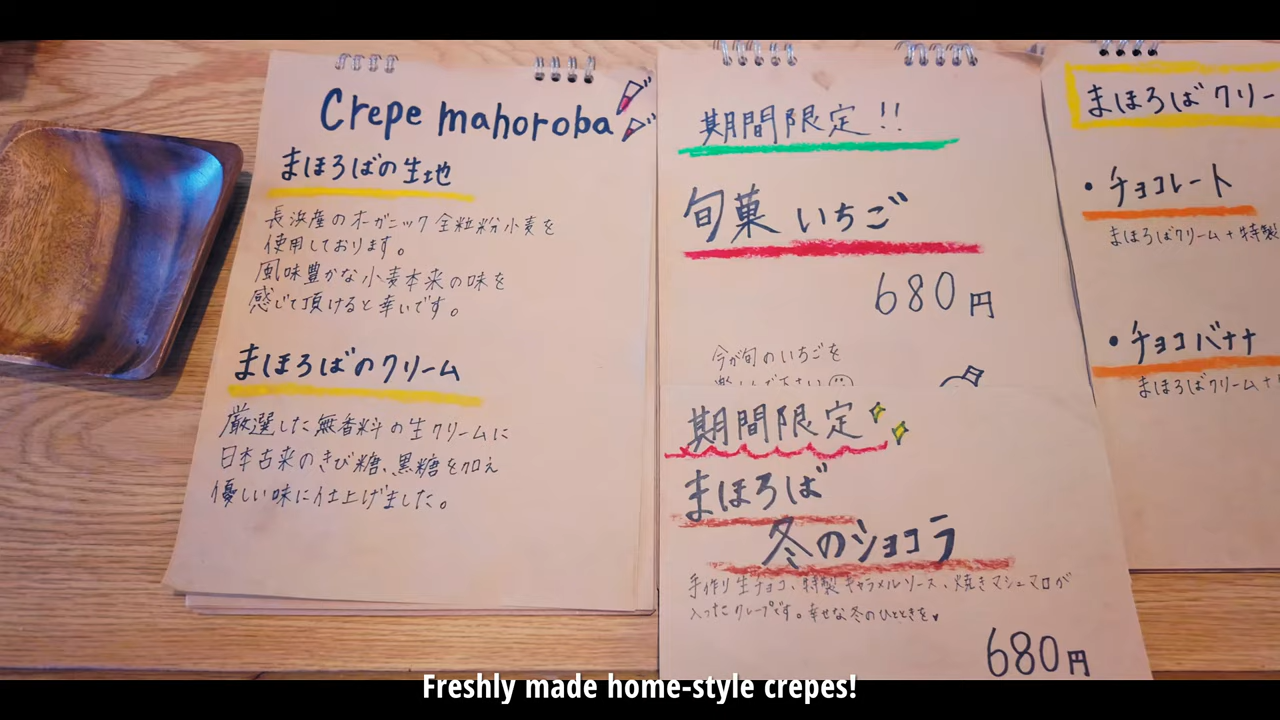 Crepe mahoroba
まほろばの生地
長浜産のオーガニック全粒粉小麦を
使用しております。
風味豊かな小麦本来の味を
感じて頂けると幸いです。
まほろばのクリーム
厳選した無香料の生クリームに
日本古来のきび糖、黒糖を加え
優しい味に仕上げました。
期間限定!!
旬菓 いちご
680円
今が旬のいちごを
期間限定
まほろば
冬のショコラ
手作り生チョコ、特製キャラメルソース、焼きマシュマロが
入ったクレープです。幸せな冬のひとときを♥
680円
まほろばクリー
・チョコレート
まほろばクリーム+特製
・チョコバナナ
まほろばクリーム+
Freshly made home-style crepes!